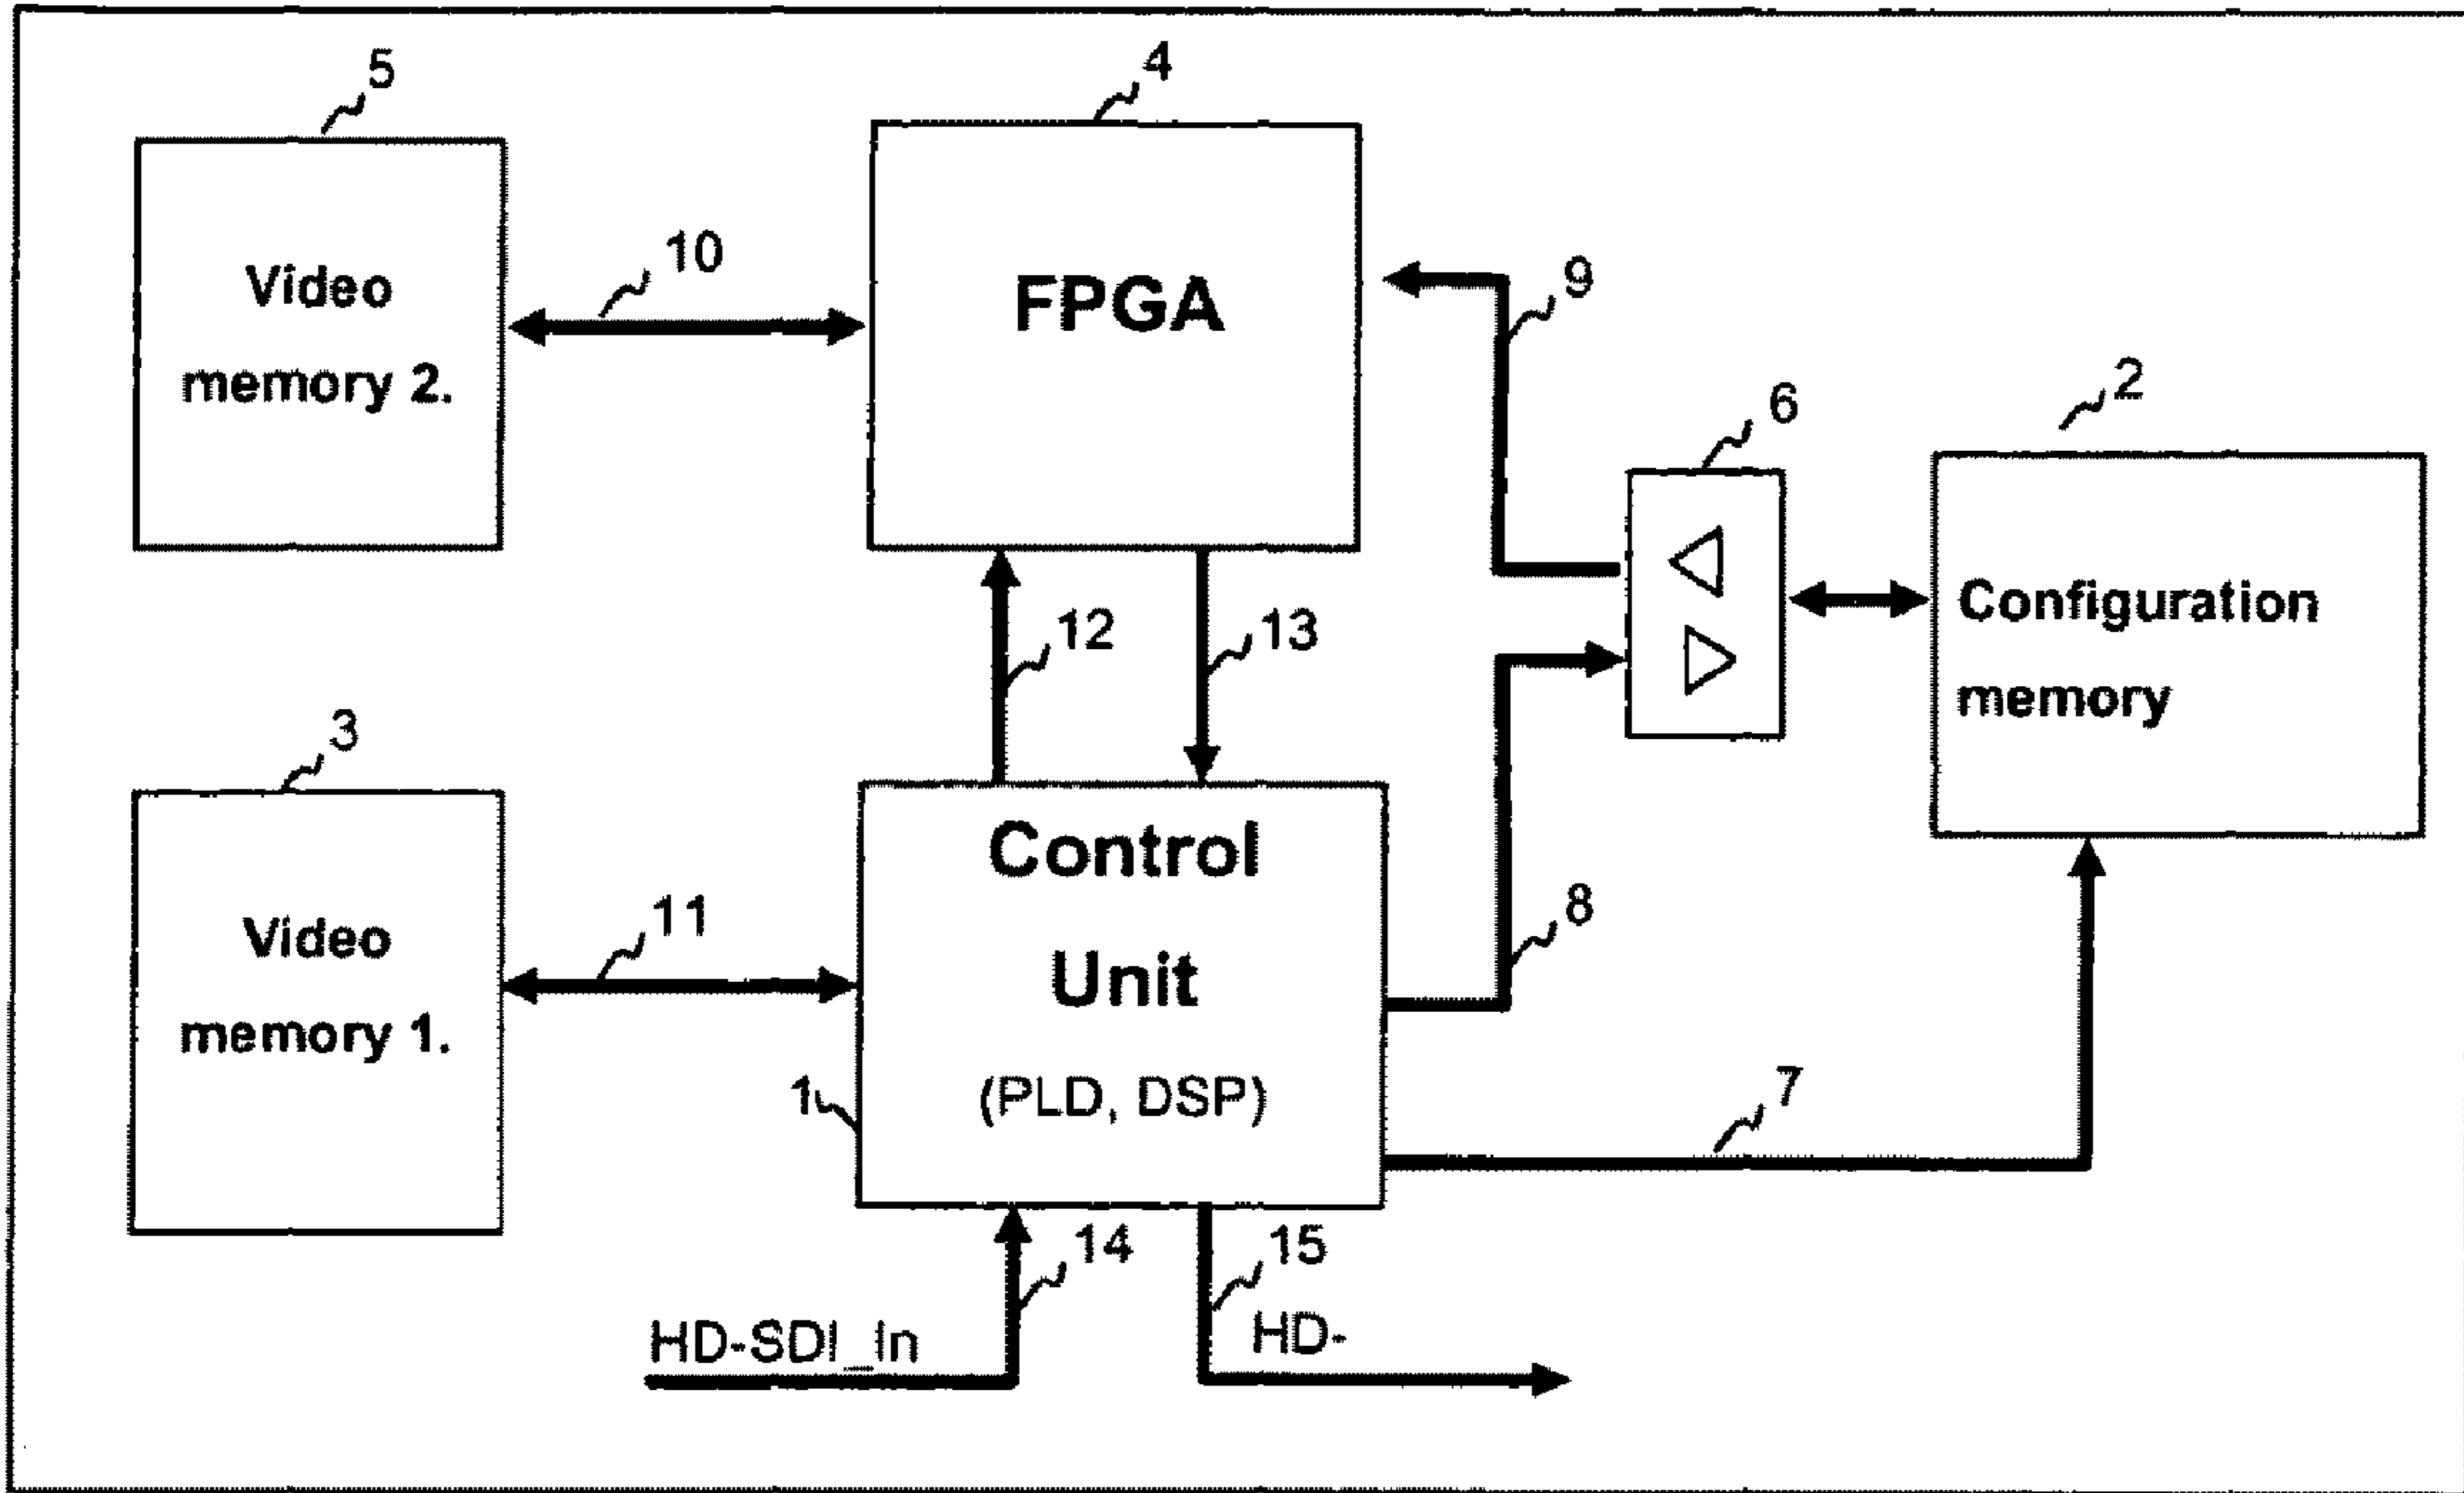 5
4
Video
memory 2.
10
FPGA
9
6
2
Configuration
memory
12
13
3
Video
memory 1.
11
Control
Unit
(PLD, DSP)
1
8
7
14
15
HD-SDI_In
HD-